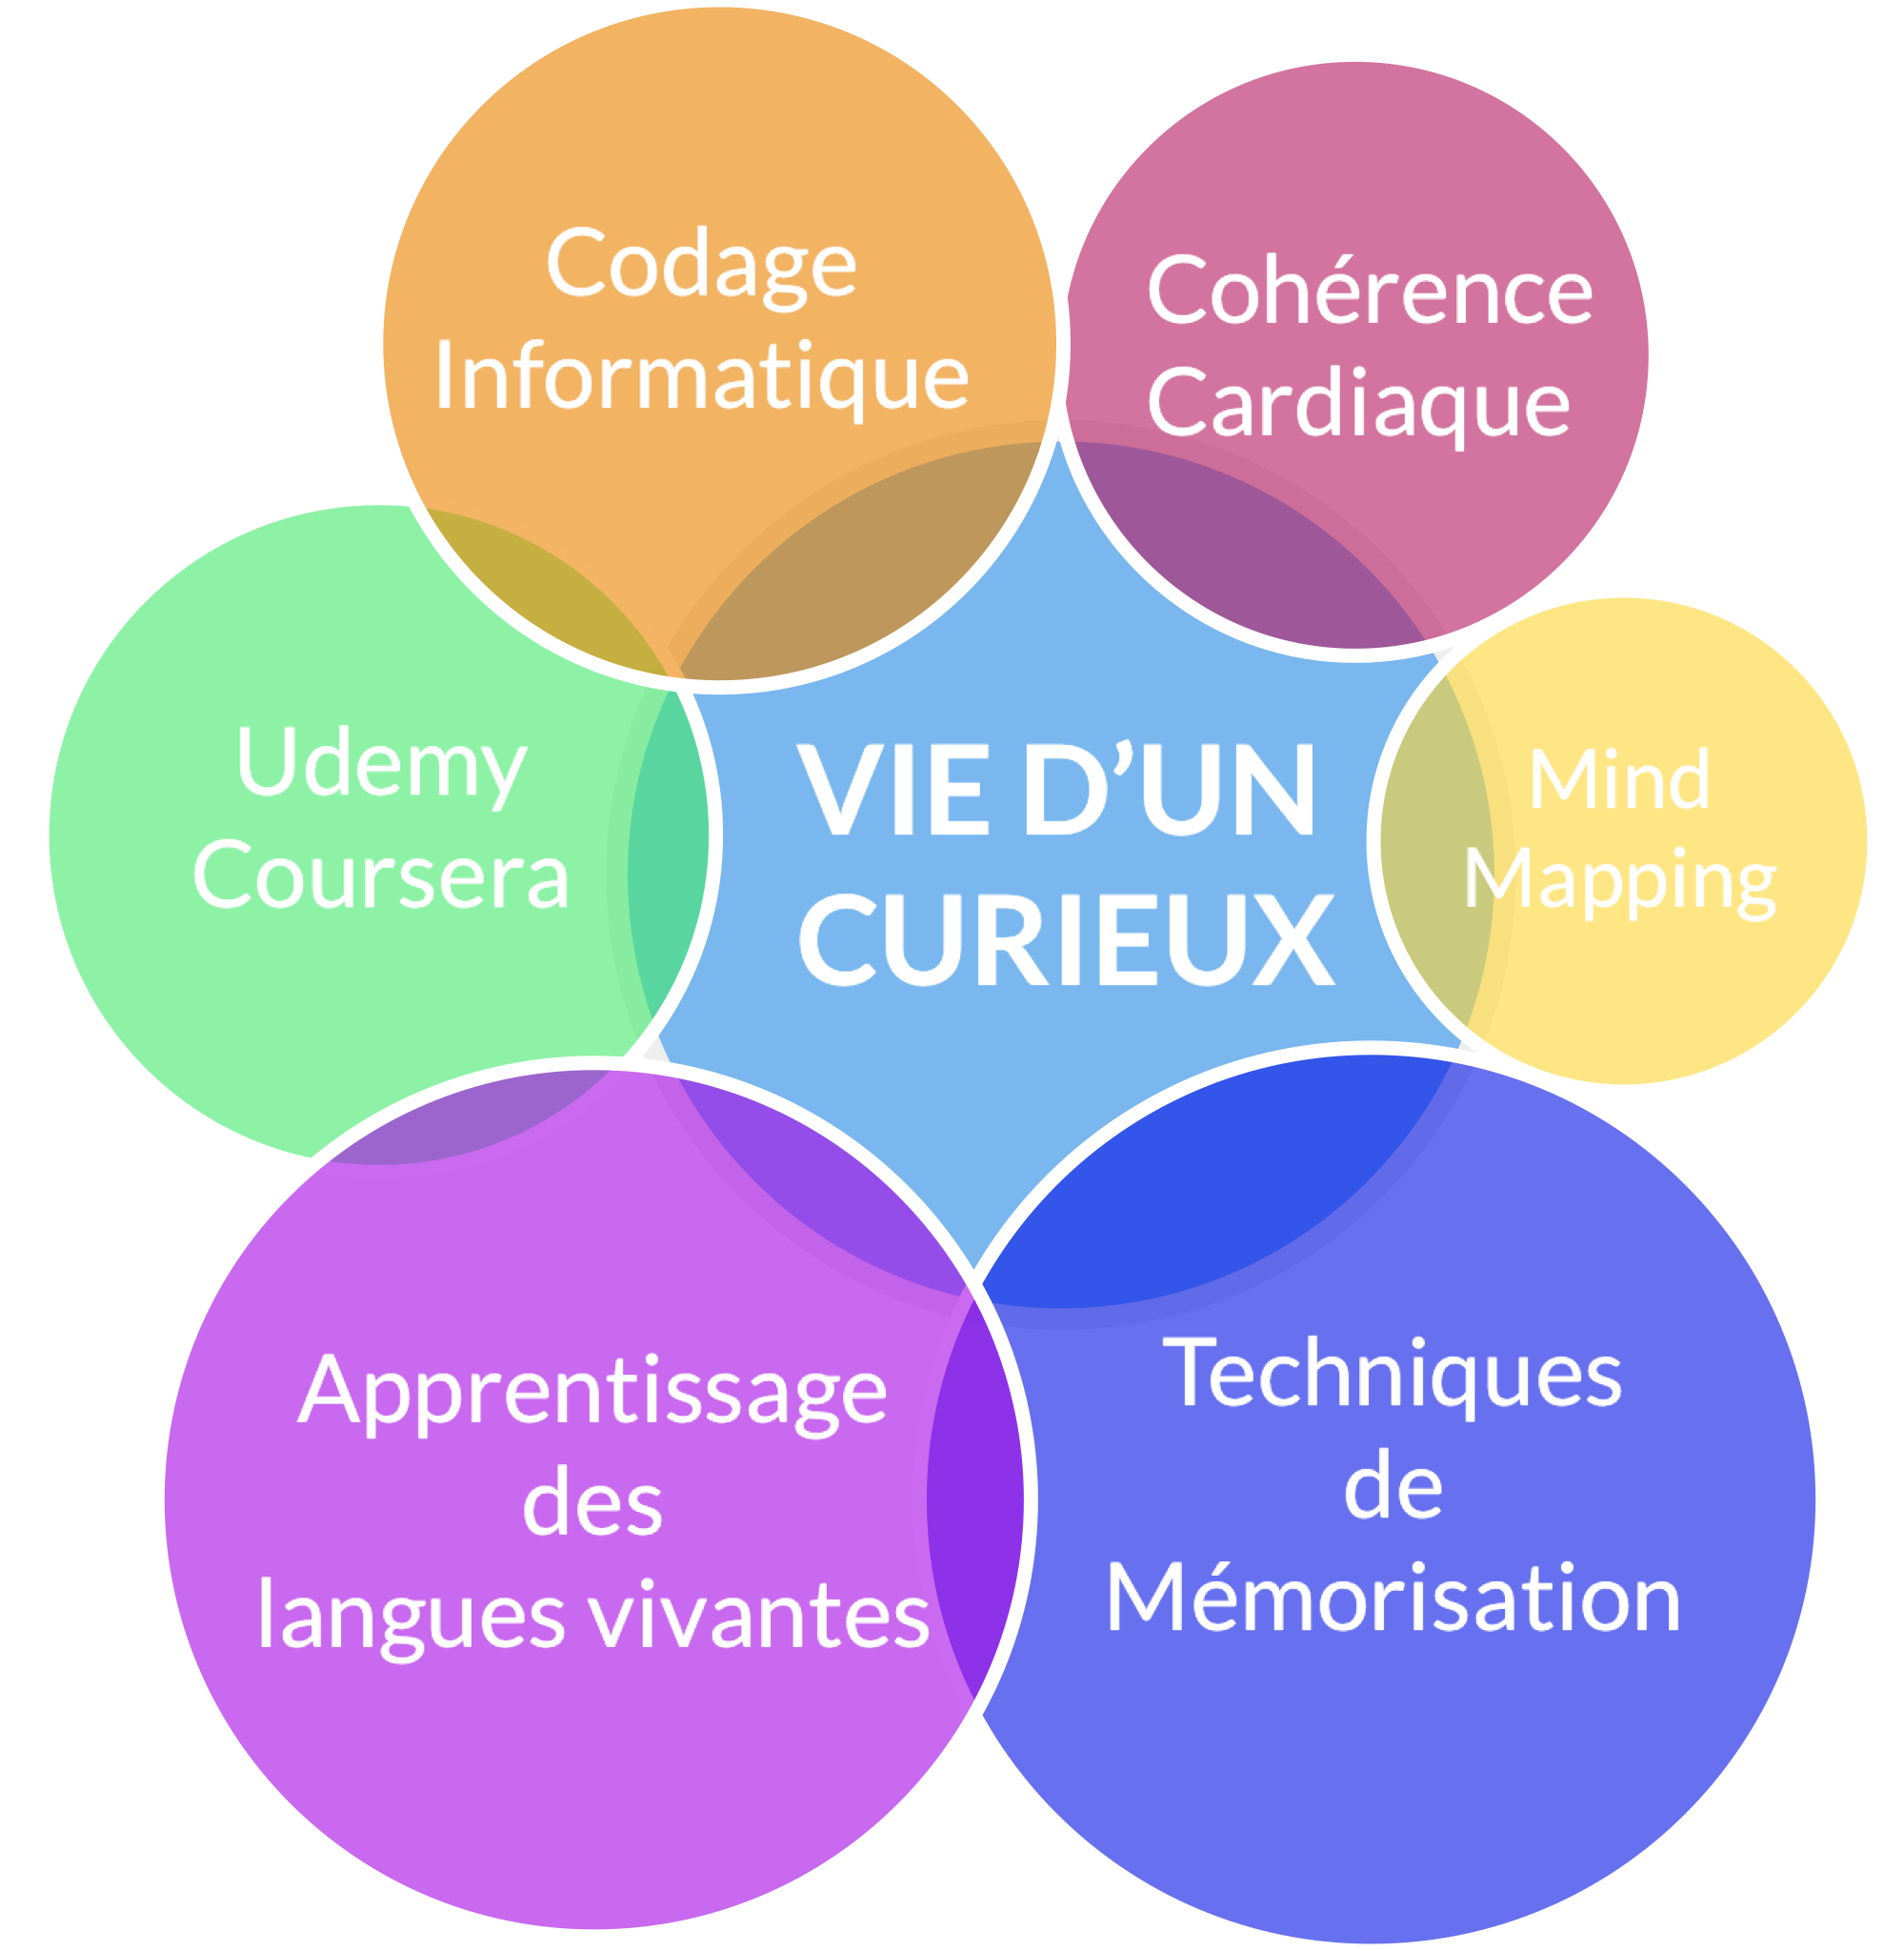 Codage
Informatique
Cohérence
Cardiaque
Udemy
Coursera
VIE D'UN
CURIEUX
Mind
Mapping
Apprentissage
des
langues vivantes
Techniques
de
Mémorisation